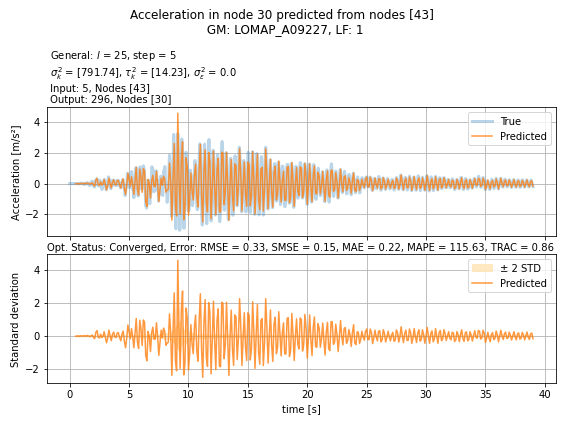 Acceleration in node 30 predicted from nodes [43]
GM: LOMAP_A09227, LF: 1
General: l = 25, step = 5
σ²ₖ = [791.74], τ²ₖ = [14.23], σ²ε = 0.0
Input: 5, Nodes [43]
Output: 296, Nodes [30]
Acceleration [m/s²]
4
2
0
−2
True
Predicted
Opt. Status: Converged, Error: RMSE = 0.33, SMSE = 0.15, MAE = 0.22, MAPE = 115.63, TRAC = 0.86
Standard deviation
4
2
0
−2
± 2 STD
Predicted
0 5 10 15 20 25 30 35 40
time [s]